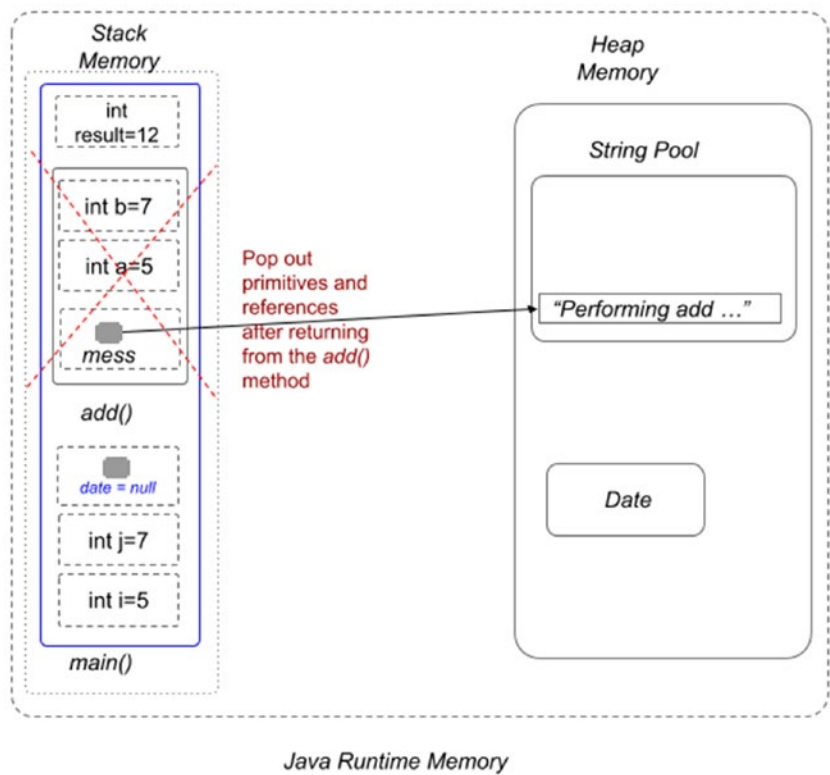 Stack
Memory
int
result=12
int b=7
int a=5
mess
add()
date = null
int j=7
int i=5
main()
Pop out
primitives and
references
after returning
from the add()
method
Heap
Memory
String Pool
“Performing add …”
Date
Java Runtime Memory